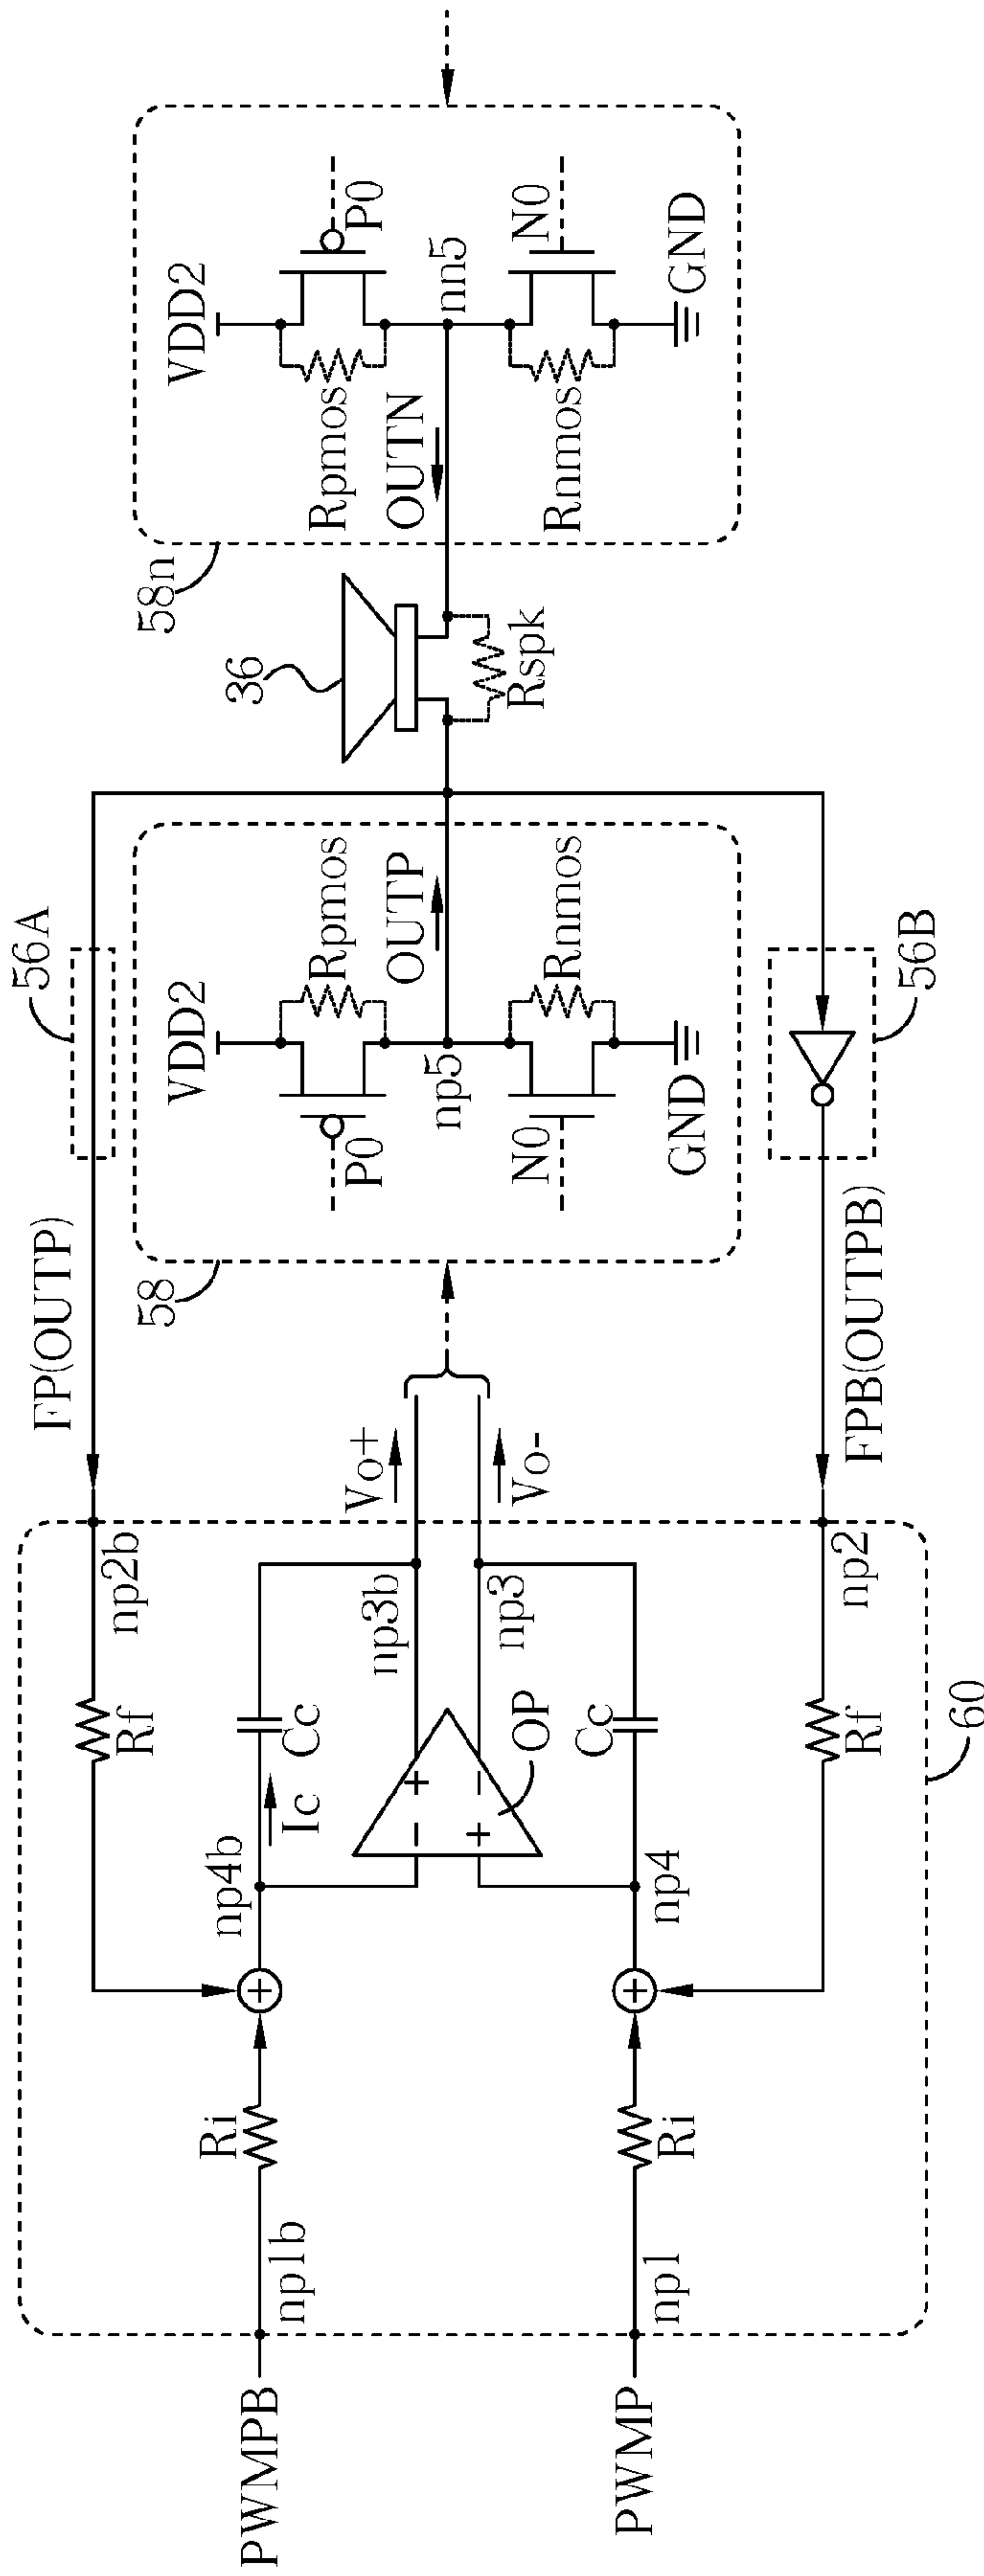 56A
FP(OUTP)
np2b
Rf
58
VDD2
P0
Rpmos
np5
OUTP
N0
Rnmos
GND
36
Rspk
58n
VDD2
P0
Rpmos
nn5
OUTN
N0
Rnmos
GND
PWMPB
np1b
Ri
+
np4b
Ic
Cc
np3b
Vo+
- +
+ -
OP
np3
Vo-
Cc
np4
PWMP
np1
Ri
+
Rf
np2
FPB(OUTPB)
56B
60